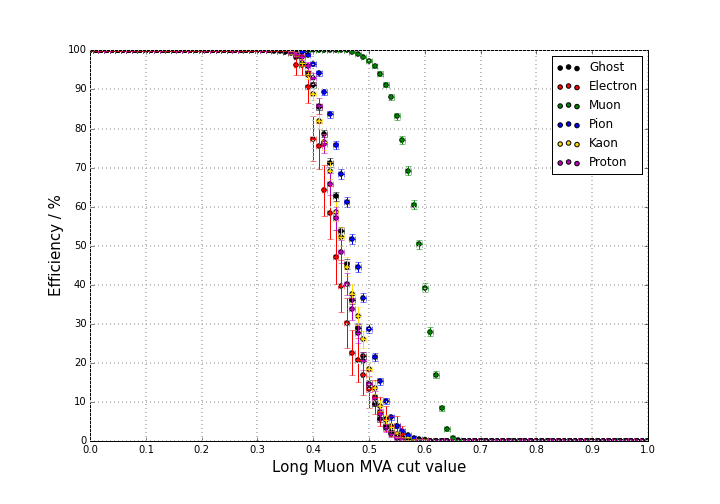 100
90
80
70
60
50
40
30
20
10
0
Efficiency / %
0.0 0.1 0.2 0.3 0.4 0.5 0.6 0.7 0.8 0.9 1.0
Long Muon MVA cut value
Ghost
Electron
Muon
Pion
Kaon
Proton